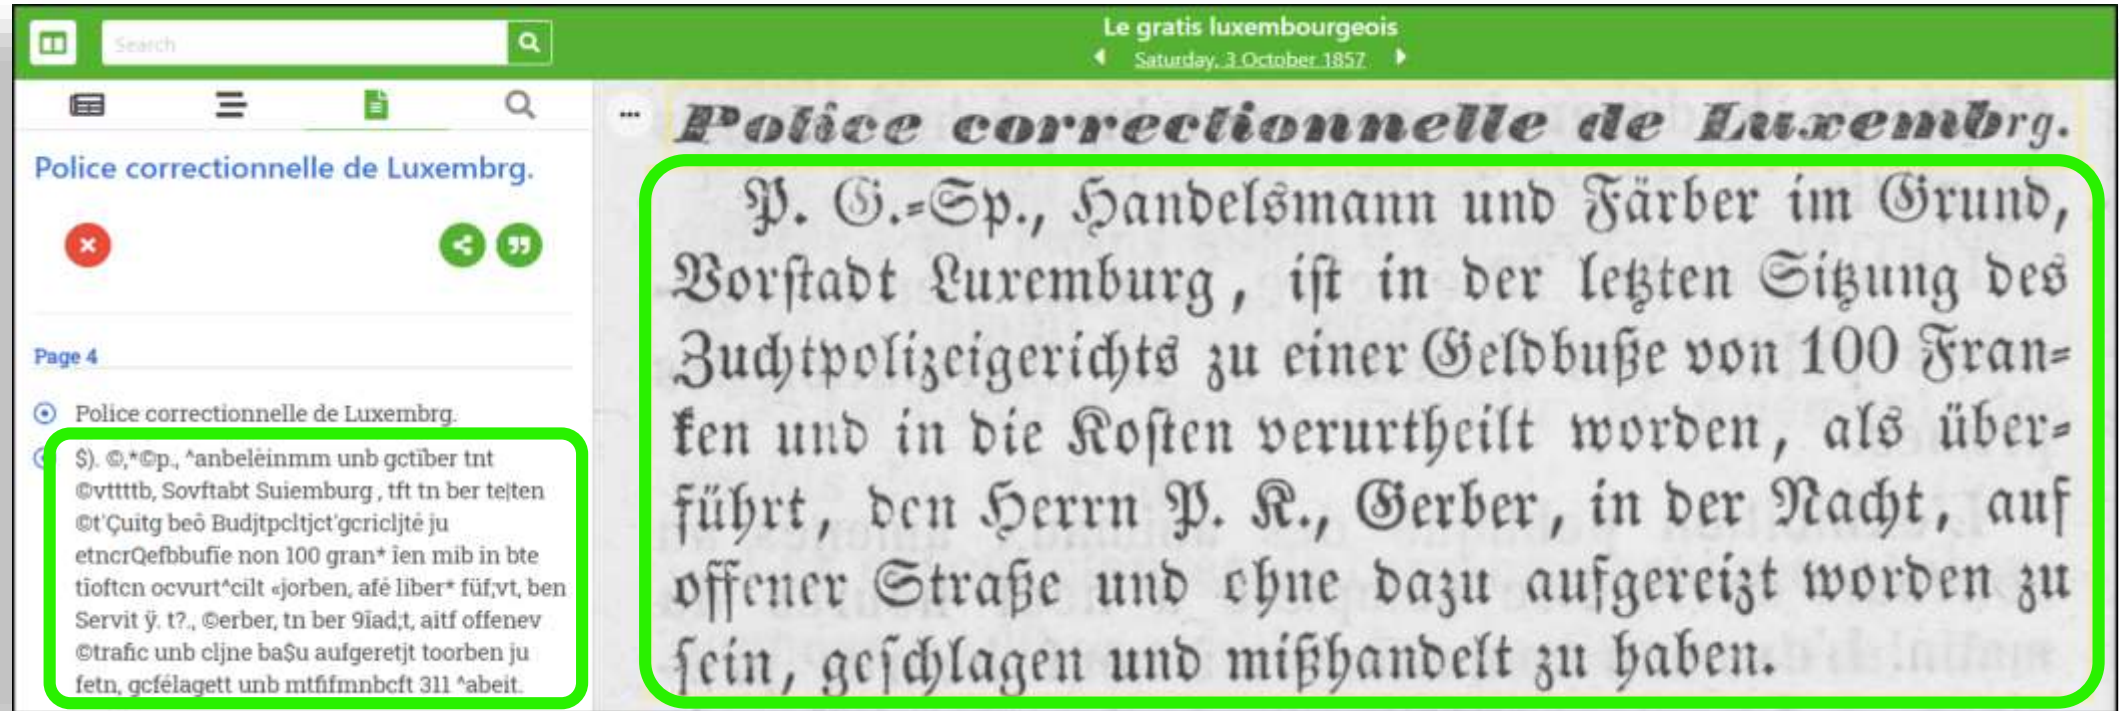 Search
Le gratis luxembourgeois
Saturday, 3 October 1857
Police correctionnelle de Luxembrg.
Page 4
Police correctionnelle de Luxembrg.
$). ©,*©p., ^anbelèinmm unb gctîber tnt
©vttttb, Sovftabt Suiemburg , tft tn ber te|ten
©t'Çuitg beô Budjtpcltjct'gcricljté ju
etncrQefbbufîe non 100 gran* îen mib in bte
tîoftcn ocvurt^cilt «jorben, afé liber* füf;vt, ben
Servit ÿ. t?., ©erber, tn ber 9îad;t, aitf offenev
©trafic unb cljne ba$u aufgeretjt toorben ju
fetn, gcfélagett unb mtfifmnbcft 311 ^abeit.
Police correctionnelle de Luxembrg.
P. G.=Sp., Handelsmann und Färber im Grund,
Vorstadt Luxemburg, ist in der letzten Sitzung des
Zuchtpolizeigerichts zu einer Geldbuße von 100 Fran=
ken und in die Kosten verurtheilt worden, als über=
führt, den Herrn P. K., Gerber, in der Nacht, auf
offener Straße und ohne dazu aufgereizt worden zu
sein, geschlagen und mißhandelt zu haben.